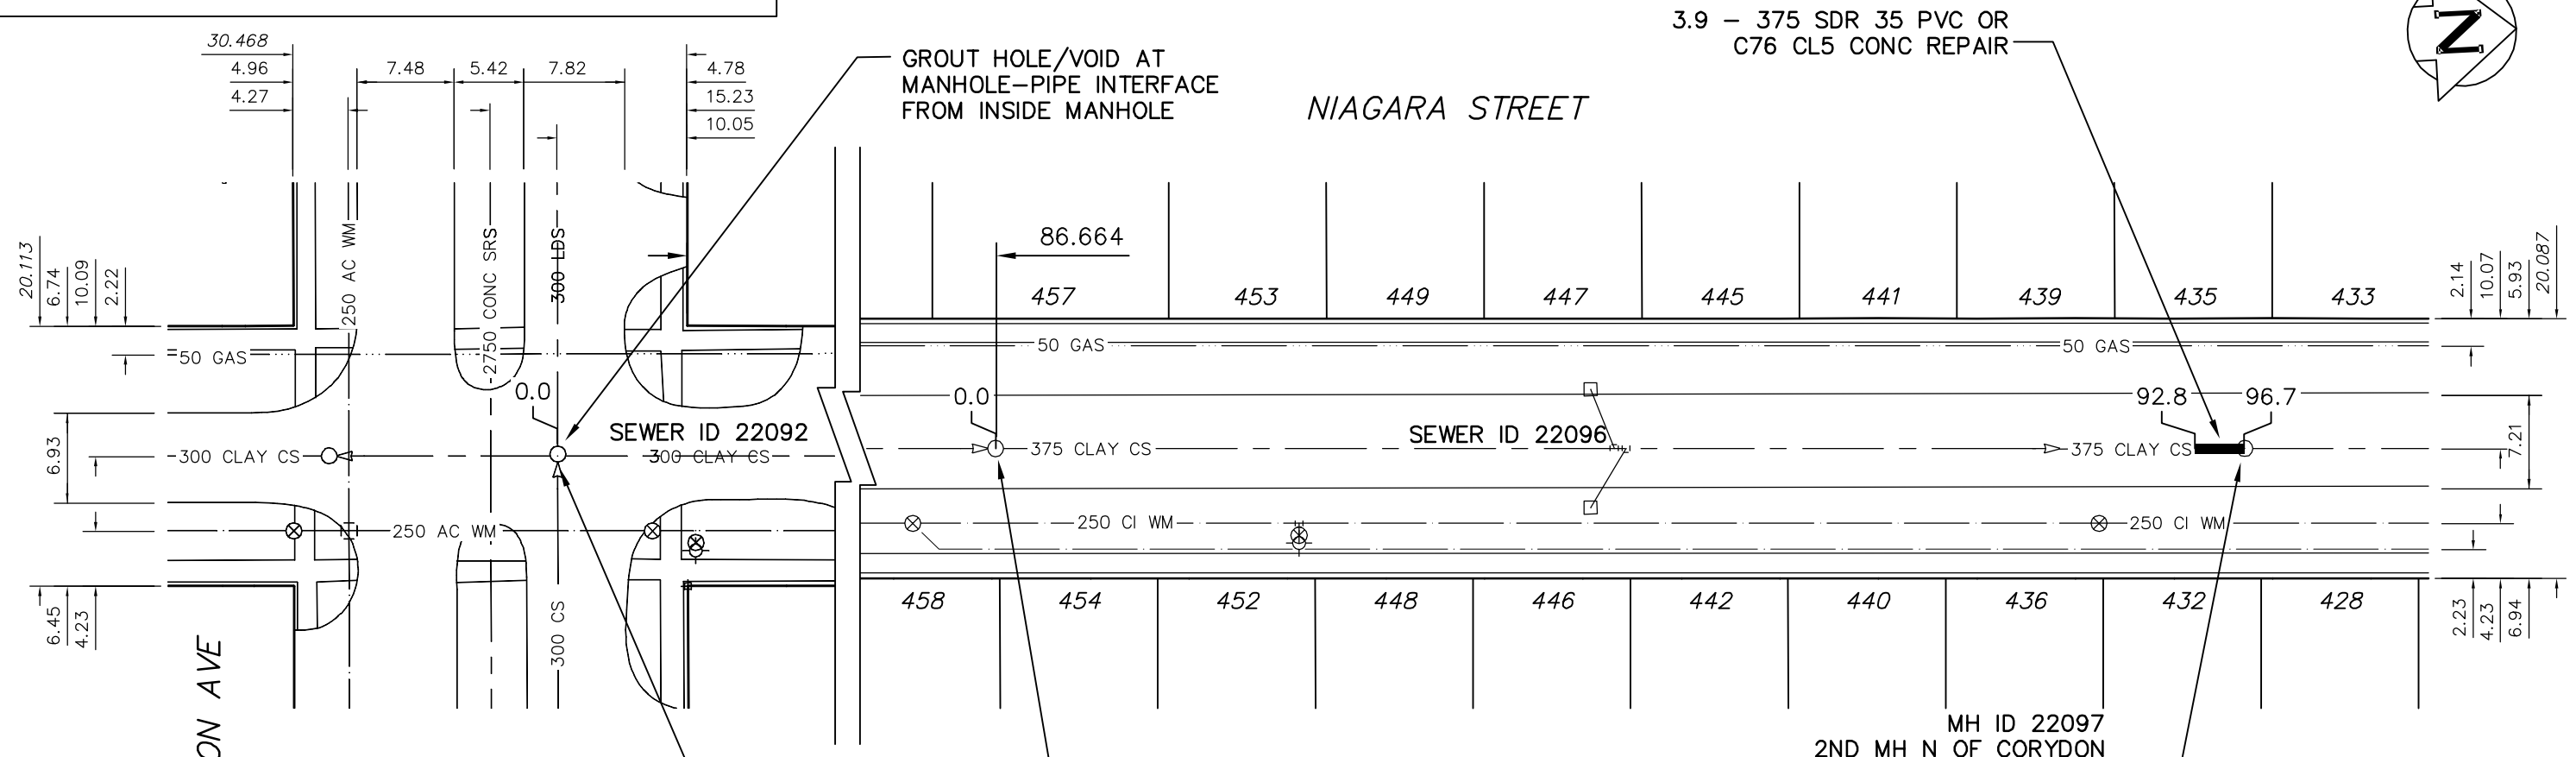 3.9 – 375 SDR 35 PVC OR
C76 CL5 CONC REPAIR
N
30.468
4.96
4.27
7.48
5.42
7.82
4.78
15.23
10.05
GROUT HOLE/VOID AT
MANHOLE–PIPE INTERFACE
FROM INSIDE MANHOLE
NIAGARA STREET
250 AC WM
2750 CONC SRS
300 LDS
86.664
20.113
6.74
10.09
2.22
457
453
449
447
445
441
439
435
433
2.14
10.07
5.93
20.087
50 GAS
50 GAS
50 GAS
0.0
0.0
92.8
96.7
6.93
SEWER ID 22092
SEWER ID 22096
300 CLAY CS
300 CLAY CS
375 CLAY CS
375 CLAY CS
7.21
250 AC WM
250 CI WM
250 CI WM
6.45
4.23
300 CS
458
454
452
448
446
442
440
436
432
428
2.23
4.23
6.94
ON AVE
MH ID 22097
2ND MH N OF CORYDON